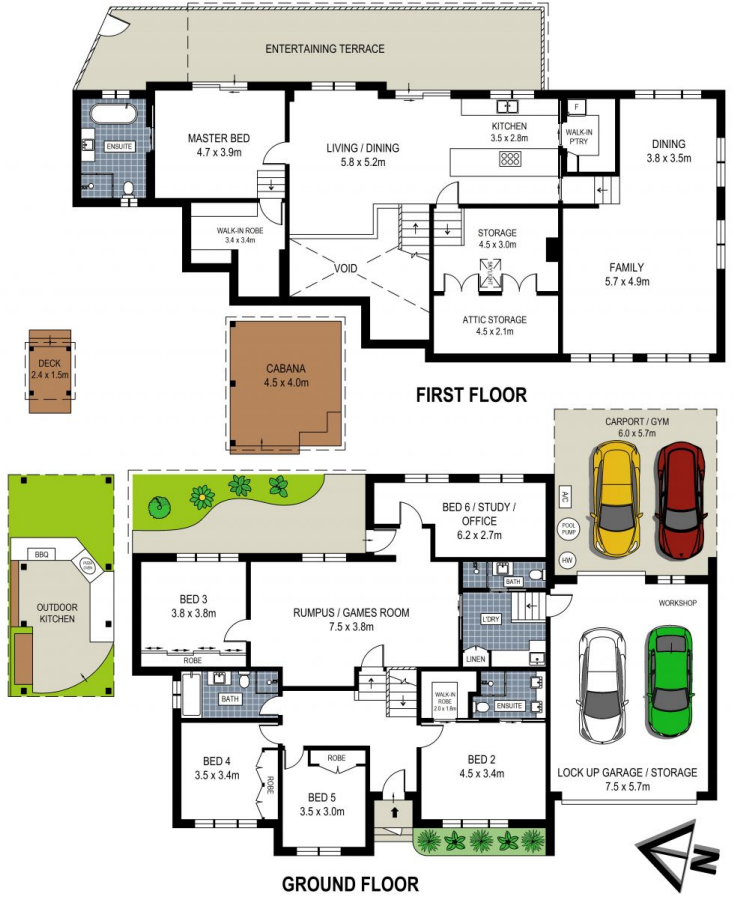 ENTERTAINING TERRACE
ENSUITE
MASTER BED
4.7 x 3.9m
LIVING / DINING
5.8 x 5.2m
KITCHEN
3.5 x 2.8m
F
WALK-IN
P'TRY
DINING
3.8 x 3.5m
WALK-IN ROBE
3.4 x 3.4m
STORAGE
4.5 x 3.0m
VOID
SKYLIGHT
FAMILY
5.7 x 4.9m
ATTIC STORAGE
4.5 x 2.1m
DECK
2.4 x 1.5m
CABANA
4.5 x 4.0m
FIRST FLOOR
CARPORT / GYM
6.0 x 5.7m
A/C
POOL
PUMP
HW
BED 6 / STUDY /
OFFICE
6.2 x 2.7m
BBQ
PIZZA
OVEN
OUTDOOR
KITCHEN
BED 3
3.8 x 3.8m
ROBE
RUMPUS / GAMES ROOM
7.5 x 3.8m
BATH
L'DRY
LINEN
WORKSHOP
BATH
WALK-IN
ROBE
2.0 x 1.8m
ENSUITE
BED 4
3.5 x 3.4m
ROBE
ROBE
BED 5
3.5 x 3.0m
BED 2
4.5 x 3.4m
LOCK UP GARAGE / STORAGE
7.5 x 5.7m
N
GROUND FLOOR